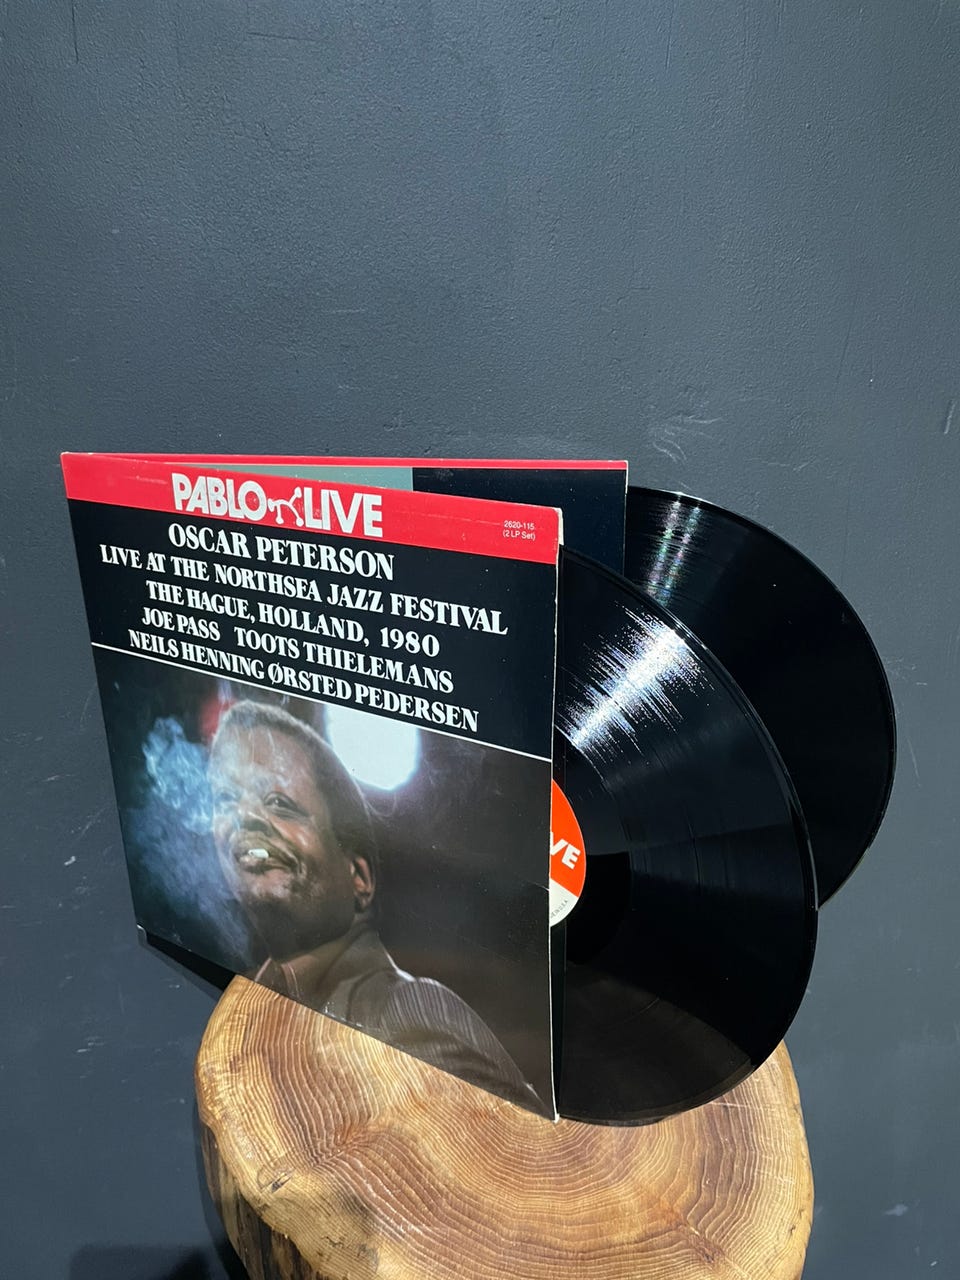 PABLO LIVE
2620-115
(2 LP Set)
OSCAR PETERSON
LIVE AT THE NORTHSEA JAZZ FESTIVAL
THE HAGUE, HOLLAND, 1980
JOE PASS TOOTS THIELEMANS
NEILS HENNING ØRSTED PEDERSEN
VE